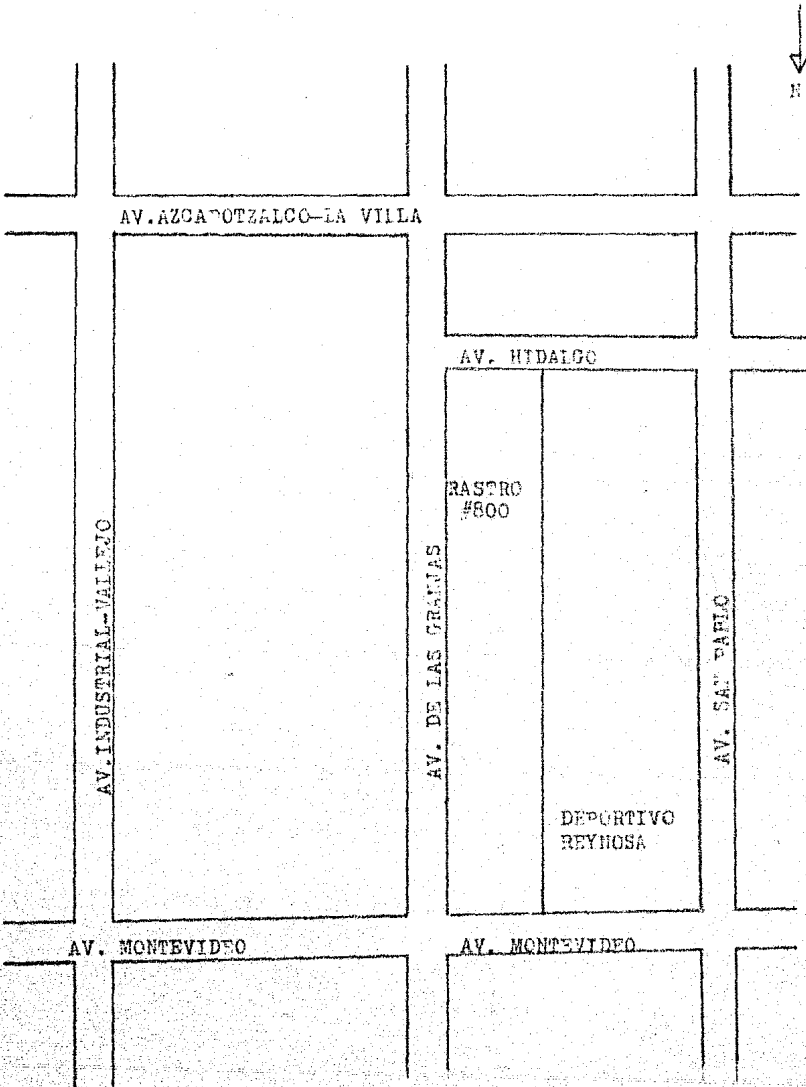 N
AV.AZCAPOTZALCO-LA VILLA
AV. HIDALGO
RASTRO
#800
AV.INDUSTRIAL-VALLEJO
AV. DE LAS GRANJAS
AV. SAN PABLO
DEPORTIVO
REYNOSA
AV. MONTEVIDEO
AV. MONTEVIDEO